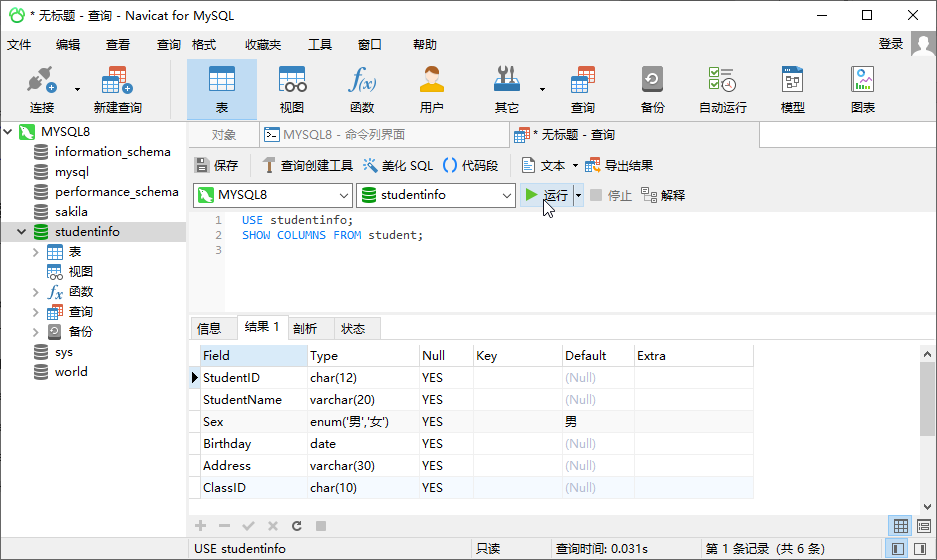 * 无标题 - 查询 - Navicat for MySQL
文件 编辑 查看 查询 格式 收藏夹 工具 窗口 帮助 登录
连接 新建查询 表 视图 函数 用户 其它 查询 备份 自动运行 模型 图表
MYSQL8
information_schema
mysql
performance_schema
sakila
studentinfo
表
视图
函数
查询
备份
sys
world
对象 MYSQL8 - 命令列界面 * 无标题 - 查询
保存 查询创建工具 美化 SQL 代码段 文本 导出结果
MYSQL8 studentinfo 运行 停止 解释
1 USE studentinfo;
2 SHOW COLUMNS FROM student;
3
信息 结果 1 剖析 状态
Field Type Null Key Default Extra
StudentID char(12) YES (Null)
StudentName varchar(20) YES (Null)
Sex enum('男','女') YES 男
Birthday date YES (Null)
Address varchar(30) YES (Null)
ClassID char(10) YES (Null)
USE studentinfo 只读 查询时间: 0.031s 第 1 条记录 (共 6 条)